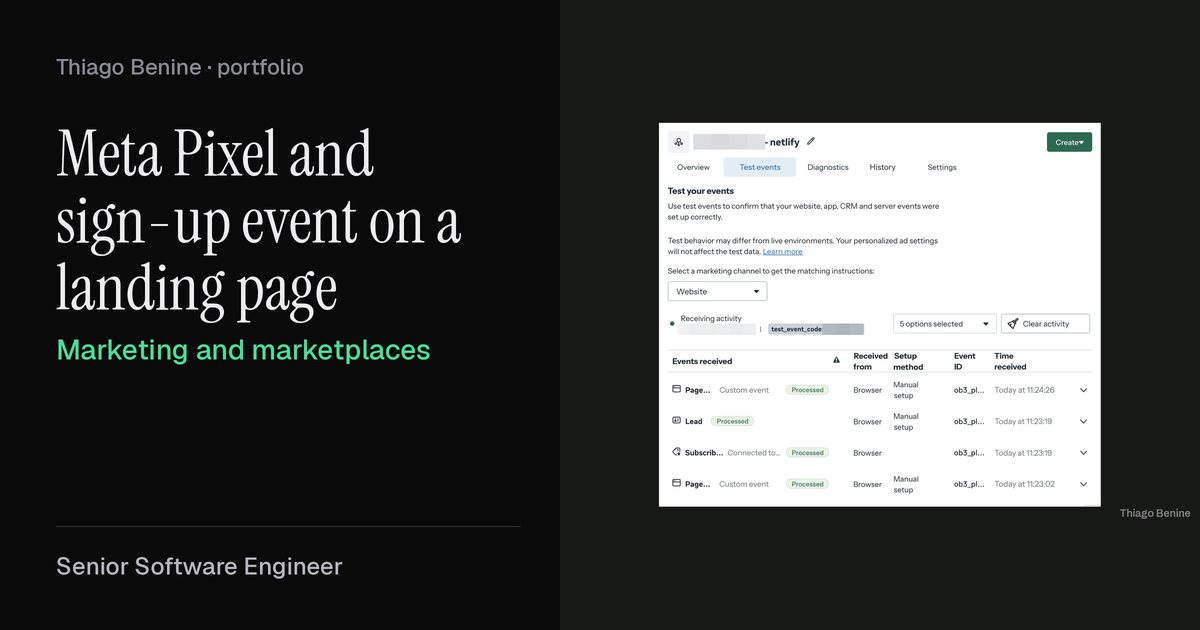 Thiago Benine · portfolio
Meta Pixel and
sign-up event on a
landing page
Marketing and marketplaces
Senior Software Engineer
- netlify
Create
Overview Test events Diagnostics History Settings
Test your events
Use test events to confirm that your website, app, CRM and server events were
set up correctly.
Test behavior may differ from live environments. Your personalized ad settings
will not affect the test data. Learn more
Select a marketing channel to get the matching instructions:
Website
Receiving activity
| test_event_code:
5 options selected
Clear activity
Events received Received from Setup method Event ID Time received
Page... Custom event Processed Browser Manual setup ob3_pl... Today at 11:24:26
Lead Processed Browser Manual setup ob3_pl... Today at 11:23:19
Subscrib... Connected to... Processed Browser ob3_pl... Today at 11:23:19
Page... Custom event Processed Browser Manual setup ob3_pl... Today at 11:23:02
Thiago Benine